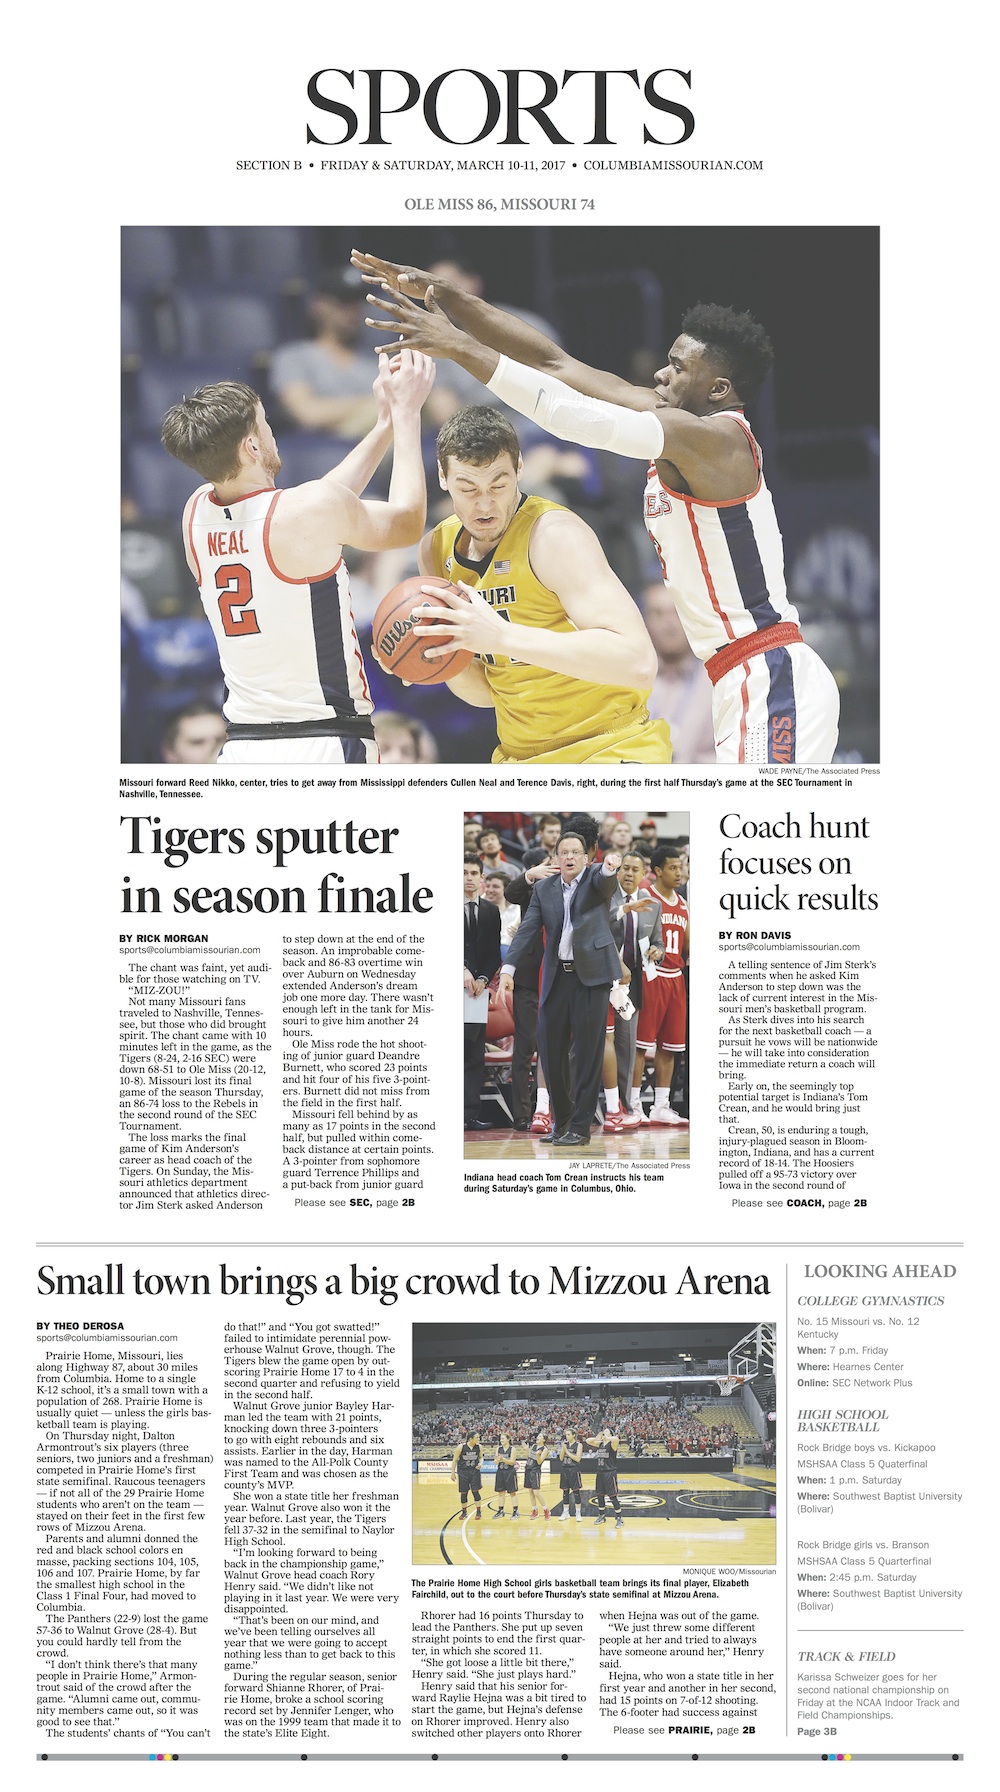 SPORTS
SECTION B • FRIDAY & SATURDAY, MARCH 10-11, 2017 • COLUMBIAMISSOURIAN.COM
OLE MISS 86, MISSOURI 74
NEAL
2
Wilson
URI
ES
MISS
WADE PAYNE/The Associated Press
Missouri forward Reed Nikko, center, tries to get away from Mississippi defenders Cullen Neal and Terence Davis, right, during the first half Thursday's game at the SEC Tournament in
Nashville, Tennessee.
Tigers sputter
in season finale
BY RICK MORGAN
sports@columbiamissourian.com
The chant was faint, yet audi-
ble for those watching on TV.
“MIZ-ZOU!”
Not many Missouri fans
traveled to Nashville, Tennes-
see, but those who did brought
spirit. The chant came with 10
minutes left in the game, as the
Tigers (8-24, 2-16 SEC) were
down 68-51 to Ole Miss (20-12,
10-8). Missouri lost its final
game of the season Thursday,
an 86-74 loss to the Rebels in
the second round of the SEC
Tournament.
The loss marks the final
game of Kim Anderson's
career as head coach of the
Tigers. On Sunday, the Mis-
souri athletics department
announced that athletics direc-
tor Jim Sterk asked Anderson
to step down at the end of the
season. An improbable come-
back and 86-83 overtime win
over Auburn on Wednesday
extended Anderson's dream
job one more day. There wasn't
enough left in the tank for Mis-
souri to give him another 24
hours.
Ole Miss rode the hot shoot-
ing of junior guard Deandre
Burnett, who scored 23 points
and hit four of his five 3-point-
ers. Burnett did not miss from
the field in the first half.
Missouri fell behind by as
many as 17 points in the second
half, but pulled within come-
back distance at certain points.
A 3-pointer from sophomore
guard Terrence Phillips and
a put-back from junior guard
Please see SEC, page 2B
INDIANA
11
JAY LAPRETE/The Associated Press
Indiana head coach Tom Crean instructs his team
during Saturday's game in Columbus, Ohio.
Coach hunt
focuses on
quick results
BY RON DAVIS
sports@columbiamissourian.com
A telling sentence of Jim Sterk's
comments when he asked Kim
Anderson to step down was the
lack of current interest in the Mis-
souri men's basketball program.
As Sterk dives into his search
for the next basketball coach — a
pursuit he vows will be nationwide
— he will take into consideration
the immediate return a coach will
bring.
Early on, the seemingly top
potential target is Indiana's Tom
Crean, and he would bring just
that.
Crean, 50, is enduring a tough,
injury-plagued season in Bloom-
ington, Indiana, and has a current
record of 18-14. The Hoosiers
pulled off a 95-73 victory over
Iowa in the second round of
Please see COACH, page 2B
Small town brings a big crowd to Mizzou Arena
BY THEO DEROSA
sports@columbiamissourian.com
Prairie Home, Missouri, lies
along Highway 87, about 30 miles
from Columbia. Home to a single
K-12 school, it's a small town with a
population of 268. Prairie Home is
usually quiet — unless the girls bas-
ketball team is playing.
On Thursday night, Dalton
Armontrout's six players (three
seniors, two juniors and a freshman)
competed in Prairie Home's first
state semifinal. Raucous teenagers
— if not all of the 29 Prairie Home
students who aren't on the team —
stayed on their feet in the first few
rows of Mizzou Arena.
Parents and alumni donned the
red and black school colors en
masse, packing sections 104, 105,
106 and 107. Prairie Home, by far
the smallest high school in the
Class 1 Final Four, had moved to
Columbia.
The Panthers (22-9) lost the game
57-36 to Walnut Grove (28-4). But
you could hardly tell from the
crowd.
“I don't think there's that many
people in Prairie Home,” Armon-
trout said of the crowd after the
game. “Alumni came out, commu-
nity members came out, so it was
good to see that.”
The students' chants of “You can't
do that!” and “You got swatted!”
failed to intimidate perennial pow-
erhouse Walnut Grove, though. The
Tigers blew the game open by out-
scoring Prairie Home 17 to 4 in the
second quarter and refusing to yield
in the second half.
Walnut Grove junior Bayley Har-
man led the team with 21 points,
knocking down three 3-pointers
to go with eight rebounds and six
assists. Earlier in the day, Harman
was named to the All-Polk County
First Team and was chosen as the
county's MVP.
She won a state title her freshman
year. Walnut Grove also won it the
year before. Last year, the Tigers
fell 37-32 in the semifinal to Naylor
High School.
“I'm looking forward to being
back in the championship game,”
Walnut Grove head coach Rory
Henry said. “We didn't like not
playing in it last year. We were very
disappointed.
“That's been on our mind, and
we've been telling ourselves all
year that we were going to accept
nothing less than to get back to this
game.”
During the regular season, senior
forward Shianne Rhorer, of Prai-
rie Home, broke a school scoring
record set by Jennifer Lenger, who
was on the 1999 team that made it to
the state's Elite Eight.
MONIQUE WOO/Missourian
The Prairie Home High School girls basketball team brings its final player, Elizabeth
Fairchild, out to the court before Thursday's state semifinal at Mizzou Arena.
Rhorer had 16 points Thursday to
lead the Panthers. She put up seven
straight points to end the first quar-
ter, in which she scored 11.
“She got loose a little bit there,”
Henry said. “She just plays hard.”
Henry said that his senior for-
ward Raylie Hejna was a bit tired to
start the game, but Hejna's defense
on Rhorer improved. Henry also
switched other players onto Rhorer
when Hejna was out of the game.
“We just threw some different
people at her and tried to always
have someone around her,” Henry
said.
Hejna, who won a state title in her
first year and another in her second,
had 15 points on 7-of-12 shooting.
The 6-footer had success against
Please see PRAIRIE, page 2B
LOOKING AHEAD
COLLEGE GYMNASTICS
No. 15 Missouri vs. No. 12
Kentucky
When: 7 p.m. Friday
Where: Hearnes Center
Online: SEC Network Plus
HIGH SCHOOL
BASKETBALL
Rock Bridge boys vs. Kickapoo
MSHSAA Class 5 Quaterfinal
When: 1 p.m. Saturday
Where: Southwest Baptist University
(Bolivar)
Rock Bridge girls vs. Branson
MSHSAA Class 5 Quarterfinal
When: 2:45 p.m. Saturday
Where: Southwest Baptist University
(Bolivar)
TRACK & FIELD
Karissa Schweizer goes for her
second national championship on
Friday at the NCAA Indoor Track and
Field Championships.
Page 3B